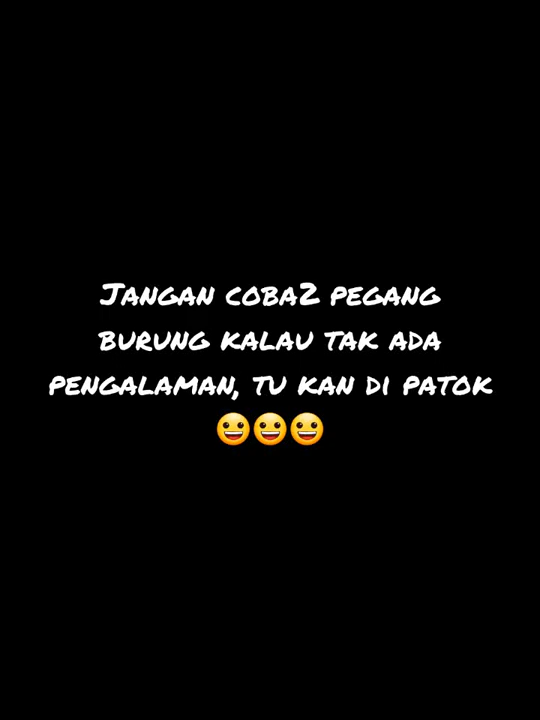 Jangan coba2 pegang
burung kalau tak ada
pengalaman, tu kan di patok
😀😀😀